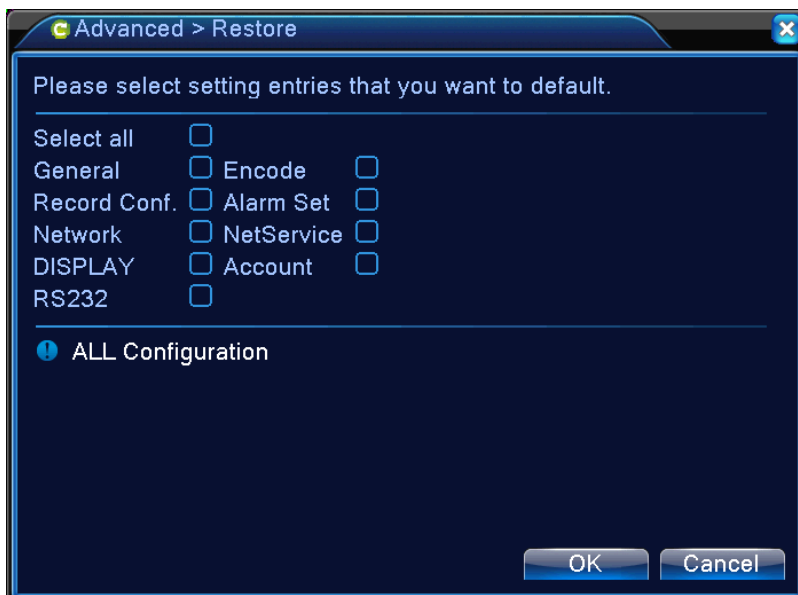 Advanced > Restore
Please select setting entries that you want to default.
Select all
General Encode
Record Conf. Alarm Set
Network NetService
DISPLAY Account
RS232
ALL Configuration
OK Cancel